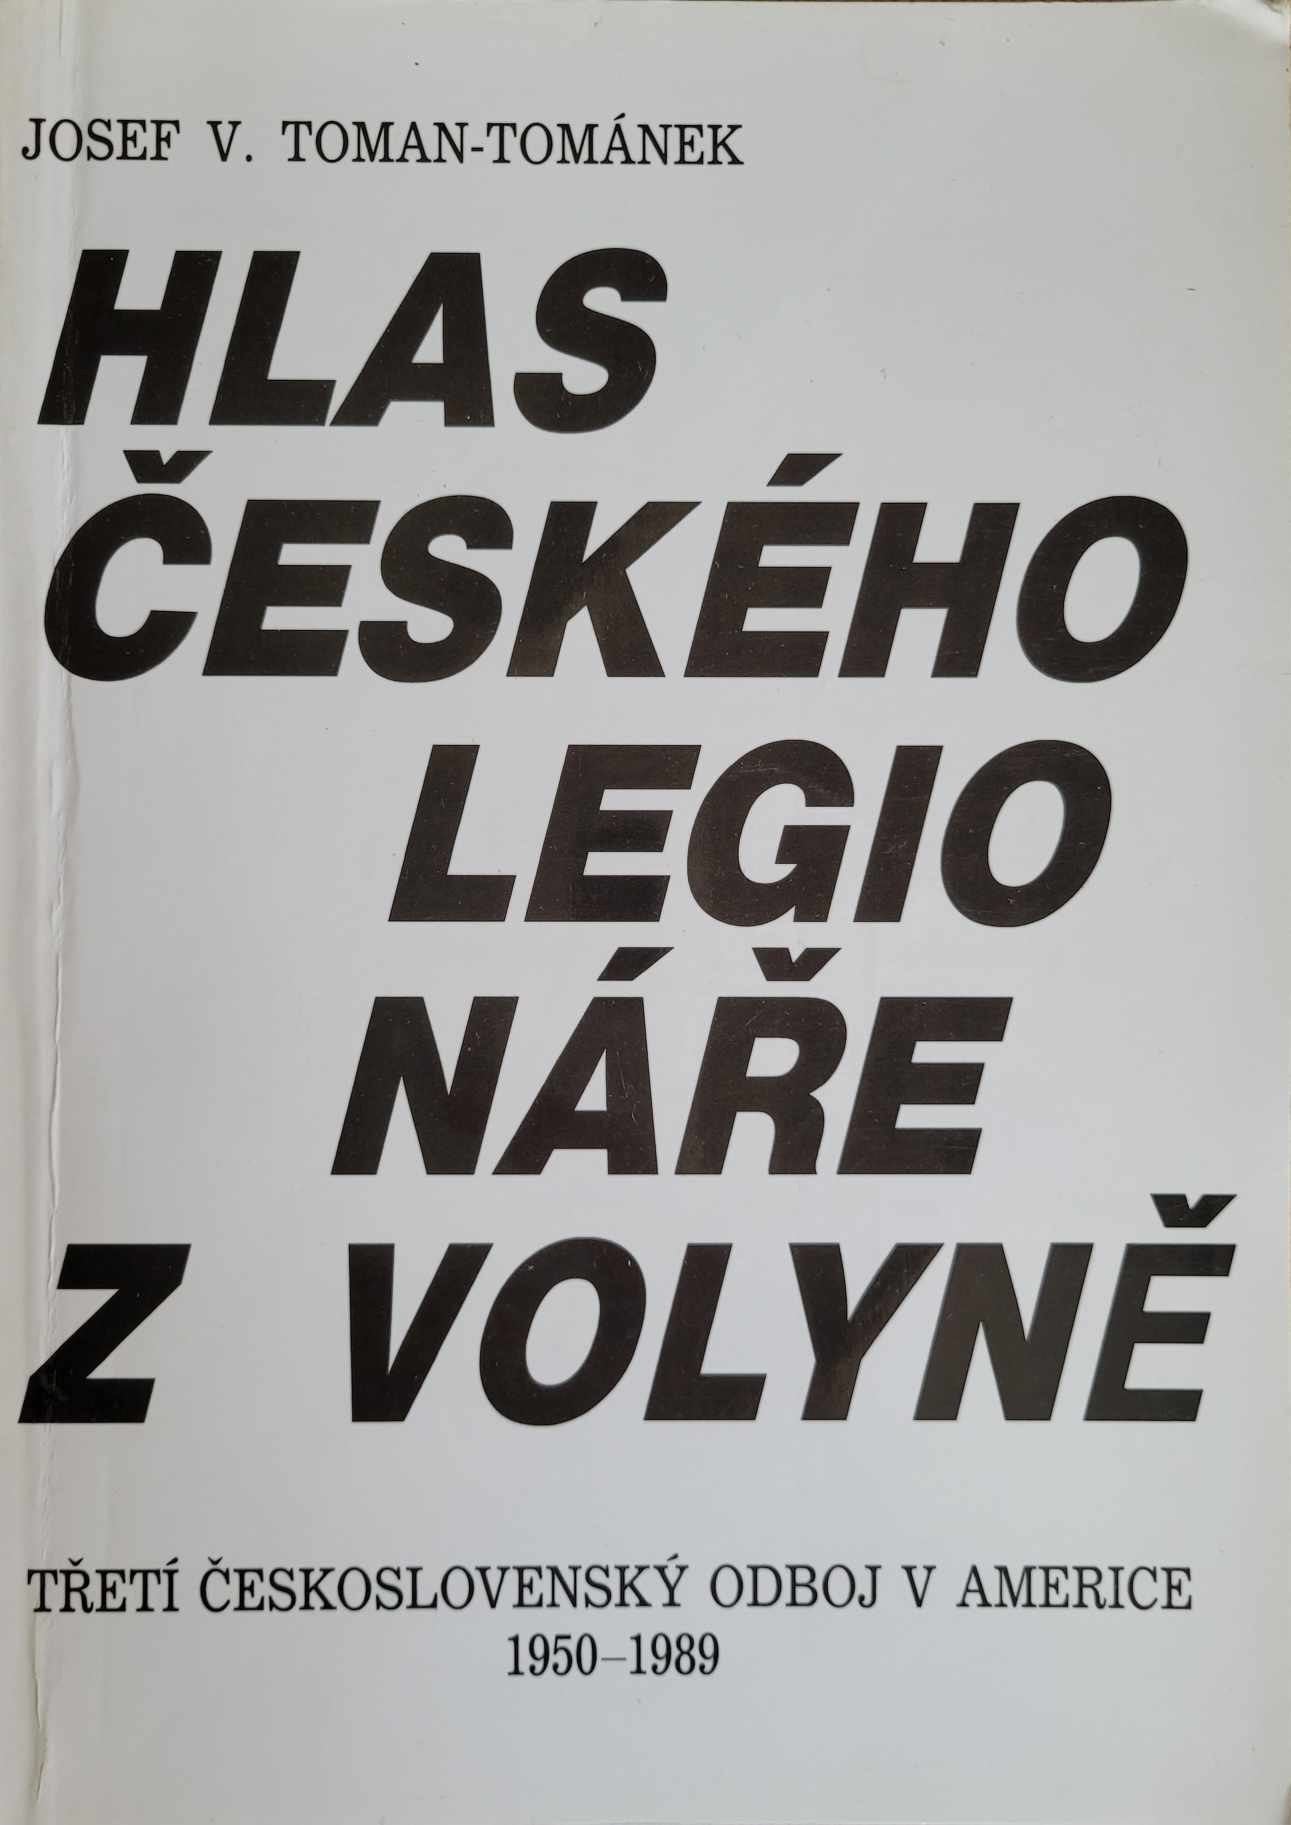 JOSEF V. TOMAN-TOMÁNEK
HLAS
ČESKÉHO
LEGIO
NÁŘE
Z VOLYNĚ
TŘETÍ ČESKOSLOVENSKÝ ODBOJ V AMERICE
1950–1989